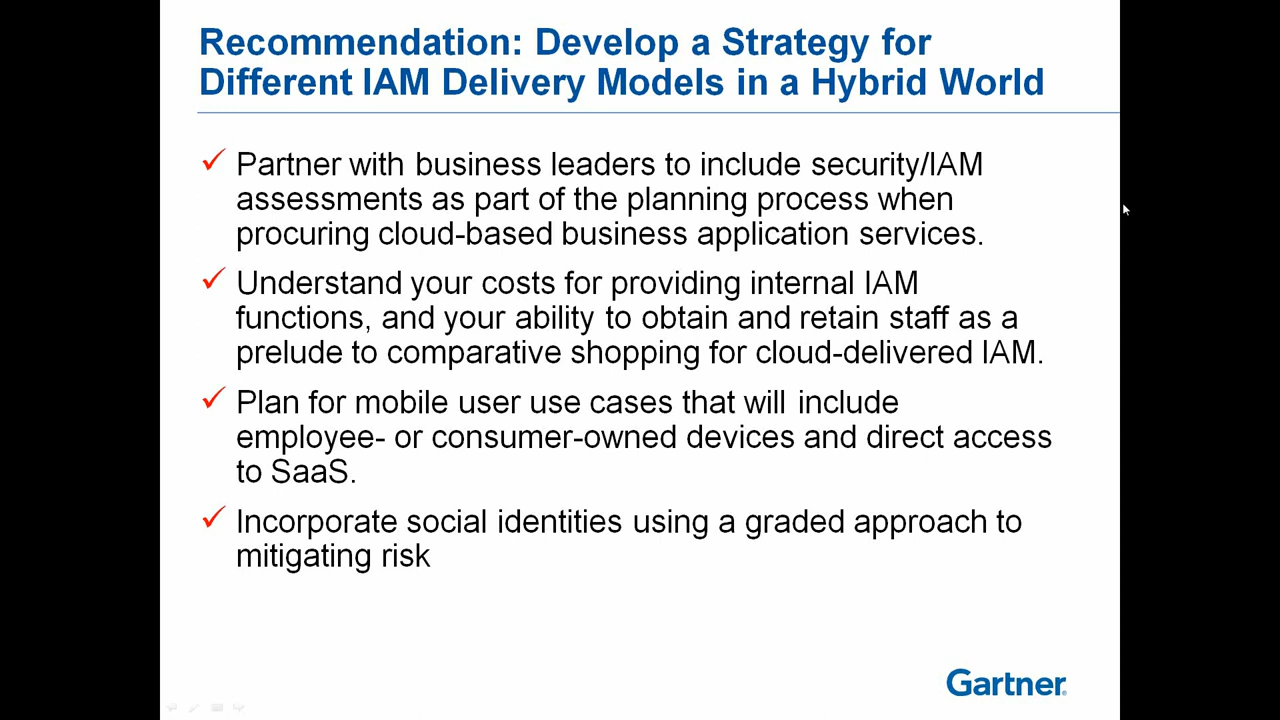 Recommendation: Develop a Strategy for
Different IAM Delivery Models in a Hybrid World
Partner with business leaders to include security/IAM
assessments as part of the planning process when
procuring cloud-based business application services.
Understand your costs for providing internal IAM
functions, and your ability to obtain and retain staff as a
prelude to comparative shopping for cloud-delivered IAM.
Plan for mobile user use cases that will include
employee- or consumer-owned devices and direct access
to SaaS.
Incorporate social identities using a graded approach to
mitigating risk
Gartner